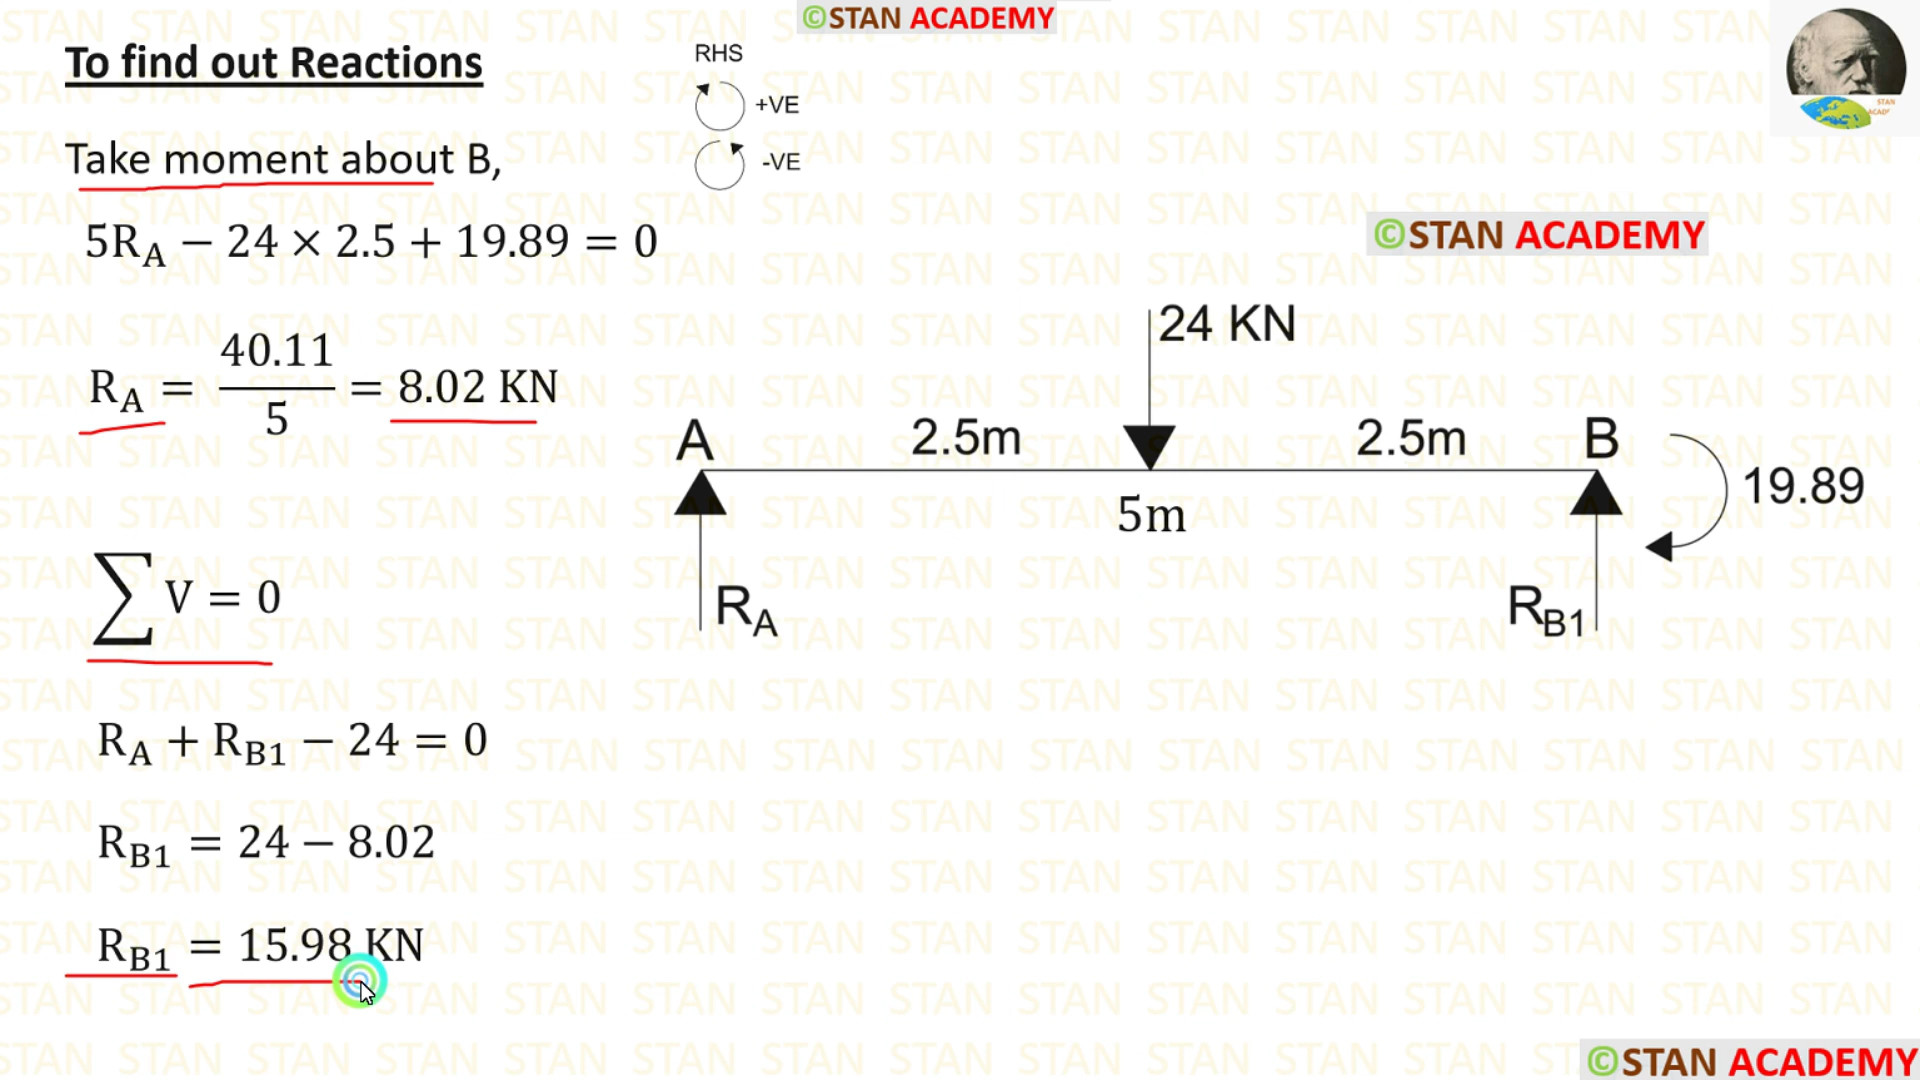 ©STAN ACADEMY
To find out Reactions
RHS
+VE
-VE
STAN
Take moment about B,
5R_A − 24 × 2.5 + 19.89 = 0
©STAN ACADEMY
R_A = 40.11/5 = 8.02 KN
24 KN
A 2.5m 2.5m B
19.89
5m
R_A R_B1
∑V = 0
R_A + R_B1 − 24 = 0
R_B1 = 24 − 8.02
R_B1 = 15.98 KN
©STAN ACADEMY